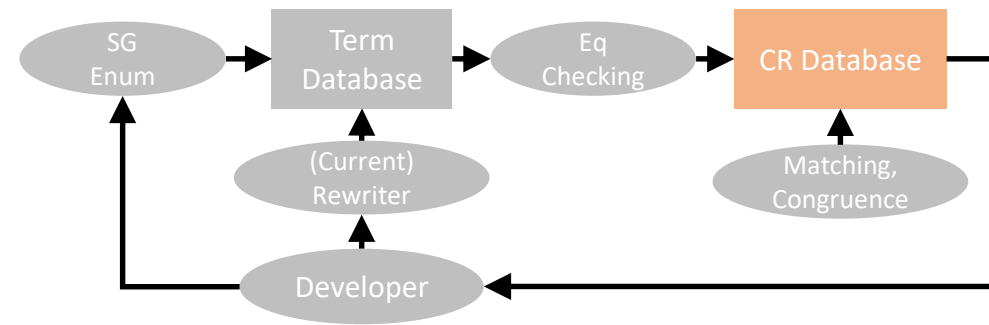 SG
Enum
Term
Database
Eq
Checking
CR Database
(Current)
Rewriter
Matching,
Congruence
Developer